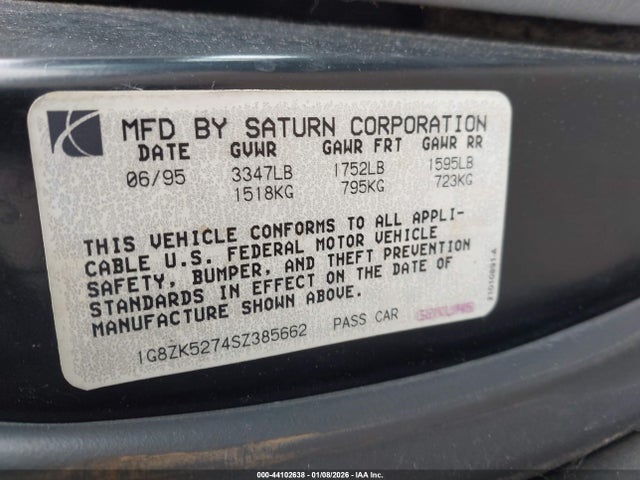 MFD BY SATURN CORPORATION
DATE GVWR GAWR FRT GAWR RR
06/95 3347LB 1752LB 1595LB
1518KG 795KG 723KG
THIS VEHICLE CONFORMS TO ALL APPLI-
CABLE U.S. FEDERAL MOTOR VEHICLE
SAFETY, BUMPER, AND THEFT PREVENTION
STANDARDS IN EFFECT ON THE DATE OF
MANUFACTURE SHOWN ABOVE.
1G8ZK5274SZ385662 PASS CAR
000-44102638 - 01/08/2026 - IAA Inc.